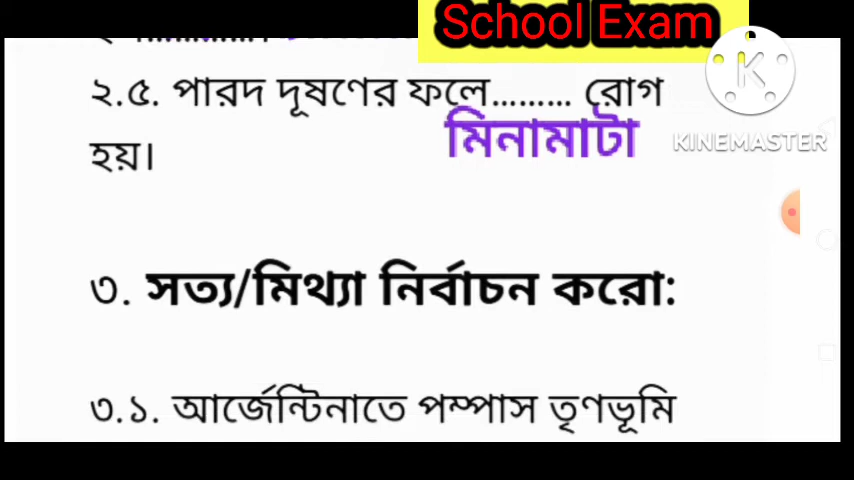 School Exam
২.৫. পারদ দূষণের ফলে......... রোগ
মিনামাটা
হয়।
KINEMASTER
৩. সত্য/মিথ্যা নির্বাচন করো:
৩.১. আর্জেন্টিনাতে পম্পাস তৃণভূমি